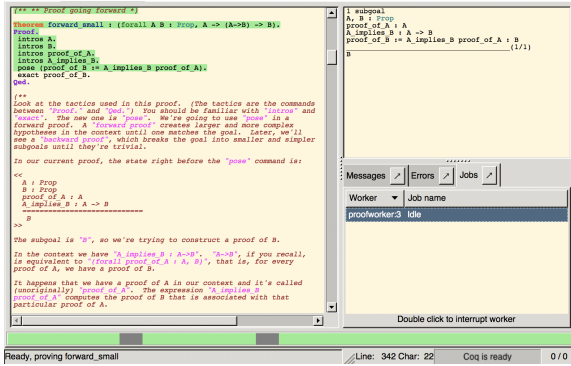 (** ** Proof going forward *)
Theorem forward_small : (forall A B : Prop, A -> (A->B) -> B).
Proof.
intros A.
intros B.
intros proof_of_A.
intros A_implies_B.
pose (proof_of_B := A_implies_B proof_of_A).
exact proof_of_B.
Qed.
(**
Look at the tactics used in this proof. (The tactics are the commands
between "Proof." and "Qed.") You should be familiar with "intros" and
"exact". The new one is "pose". We're going to use "pose" in a
forward proof. A "forward proof" creates larger and more complex
hypotheses in the context until one matches the goal. Later, we'll
see a "backward proof", which breaks the goal into smaller and simpler
subgoals until they're trivial.
In our current proof, the state right before the "pose" command is:
<<
A : Prop
B : Prop
proof_of_A : A
A_implies_B : A -> B
============================
B
>>
The subgoal is "B", so we're trying to construct a proof of B.
In the context we have "A_implies_B : A->B". "A->B", if you recall,
is equivalent to "(forall proof_of_A : A, B)", that is, for every
proof of A, we have a proof of B.
It happens that we have a proof of A in our context and it's called
(unoriginally) "proof_of_A". The expression "A_implies_B
proof_of_A" computes the proof of B that is associated with that
particular proof of A.
1 subgoal
A, B : Prop
proof_of_A : A
A_implies_B : A -> B
proof_of_B := A_implies_B proof_of_A : B
(1/1)
B
Messages Errors Jobs
Worker Job name
proofworker:3 Idle
Double click to interrupt worker
Ready, proving forward_small Line: 342 Char: 22 Coq is ready 0 / 0